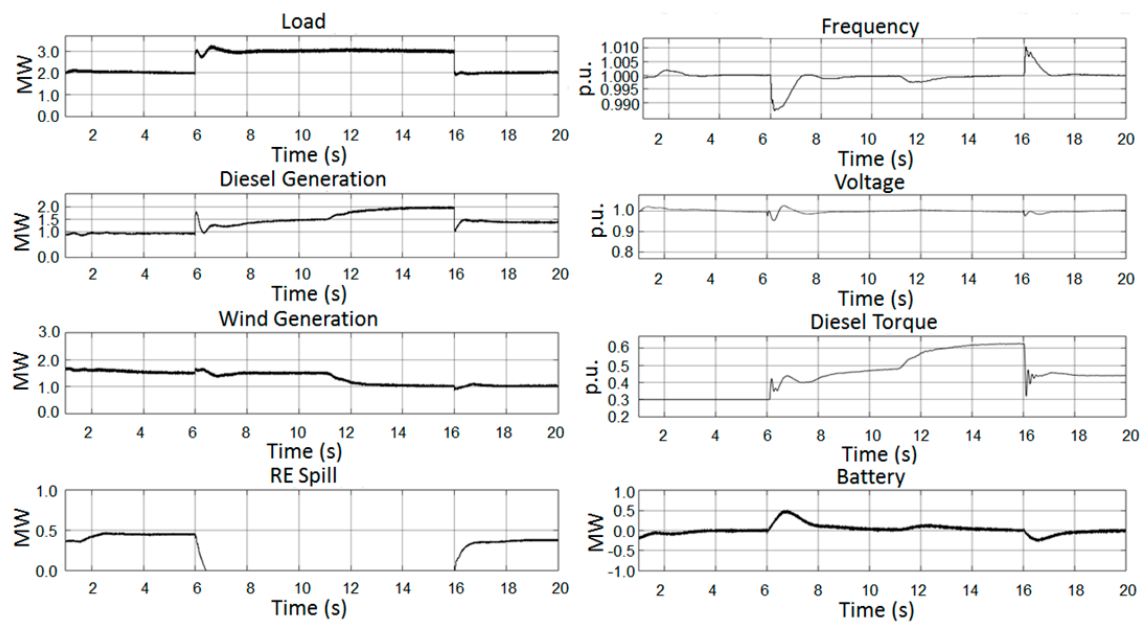 Load
MW
3.0
2.0
1.0
0.0
2 4 6 8 10 12 14 16 18 20
Time (s)
Diesel Generation
MW
2.0
1.5
1.0
0.0
2 4 6 8 10 12 14 16 18 20
Time (s)
Wind Generation
MW
3.0
2.0
1.0
0.0
2 4 6 8 10 12 14 16 18 20
Time (s)
RE Spill
MW
1.0
0.5
0.0
2 4 6 8 10 12 14 16 18 20
Time (s)
Frequency
p.u.
1.010
1.005
1.000
0.995
0.990
2 4 6 8 10 12 14 16 18 20
Time (s)
Voltage
p.u.
1.0
0.9
0.8
2 4 6 8 10 12 14 16 18 20
Time (s)
Diesel Torque
p.u.
0.6
0.4
0.3
0.2
2 4 6 8 10 12 14 16 18 20
Time (s)
Battery
MW
1.0
0.5
0.0
-0.5
-1.0
2 4 6 8 10 12 14 16 18 20
Time (s)